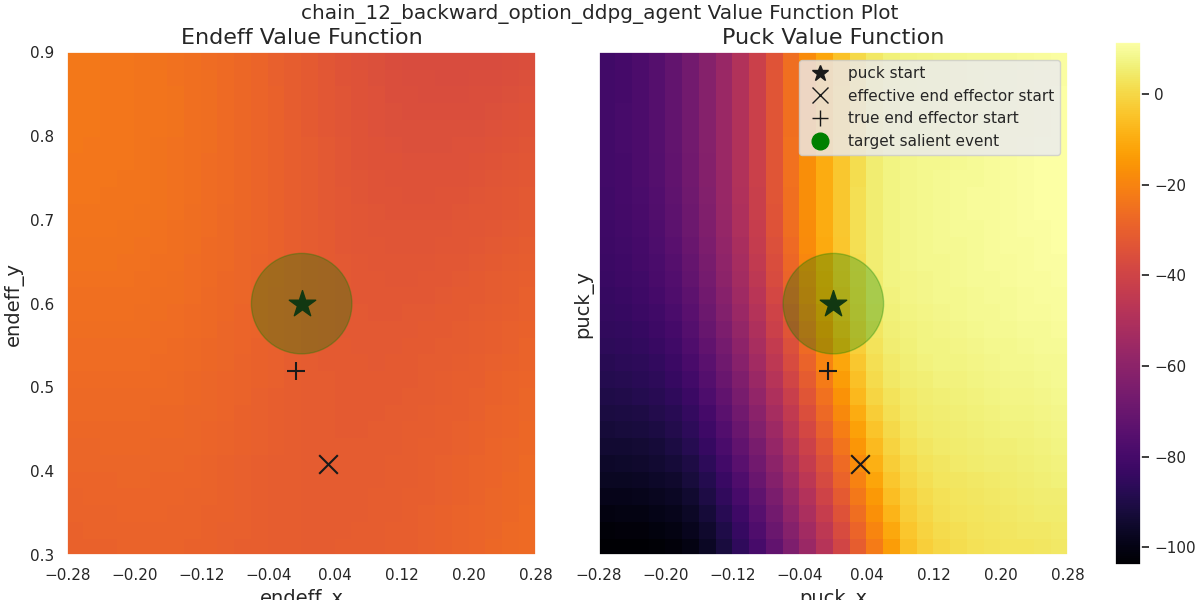 chain_12_backward_option_ddpg_agent Value Function Plot
Endeff Value Function
0.9
0.8
0.7
0.6
0.5
0.4
0.3
endeff_y
−0.28 −0.20 −0.12 −0.04 0.04 0.12 0.20 0.28
endeff_x
Puck Value Function
puck start
effective end effector start
true end effector start
target salient event
puck_y
−0.28 −0.20 −0.12 −0.04 0.04 0.12 0.20 0.28
puck_x
0
−20
−40
−60
−80
−100